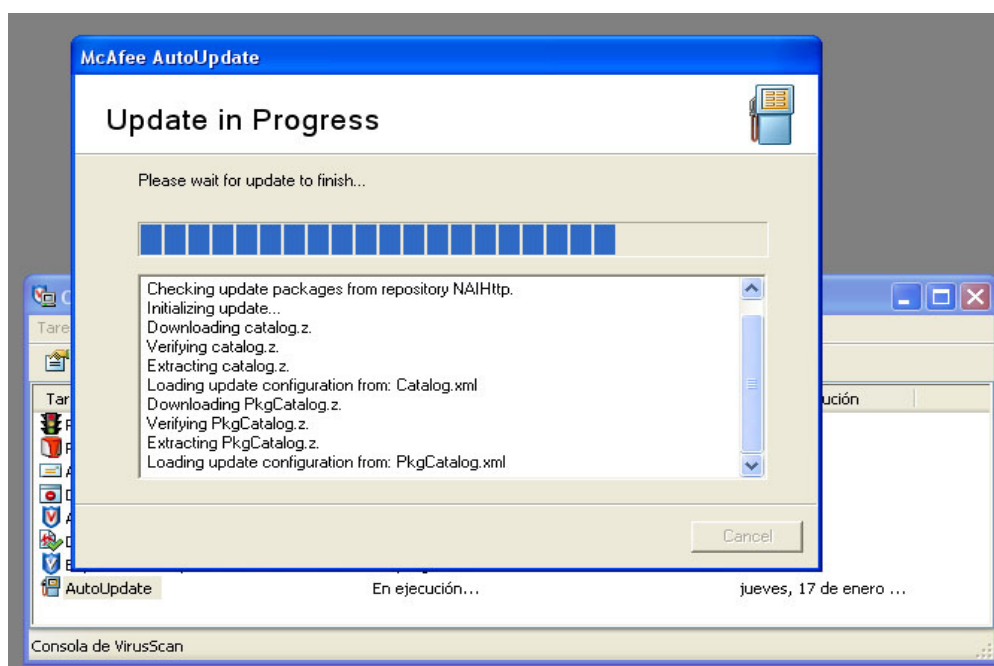 McAfee AutoUpdate
Update in Progress
Please wait for update to finish...
Checking update packages from repository NAIHttp.
Initializing update...
Downloading catalog.z.
Verifying catalog.z.
Extracting catalog.z.
Loading update configuration from: Catalog.xml
Downloading PkgCatalog.z.
Verifying PkgCatalog.z.
Extracting PkgCatalog.z.
Loading update configuration from: PkgCatalog.xml
Cancel
Tare
Tar
ución
AutoUpdate En ejecución... jueves, 17 de enero ...
Consola de VirusScan